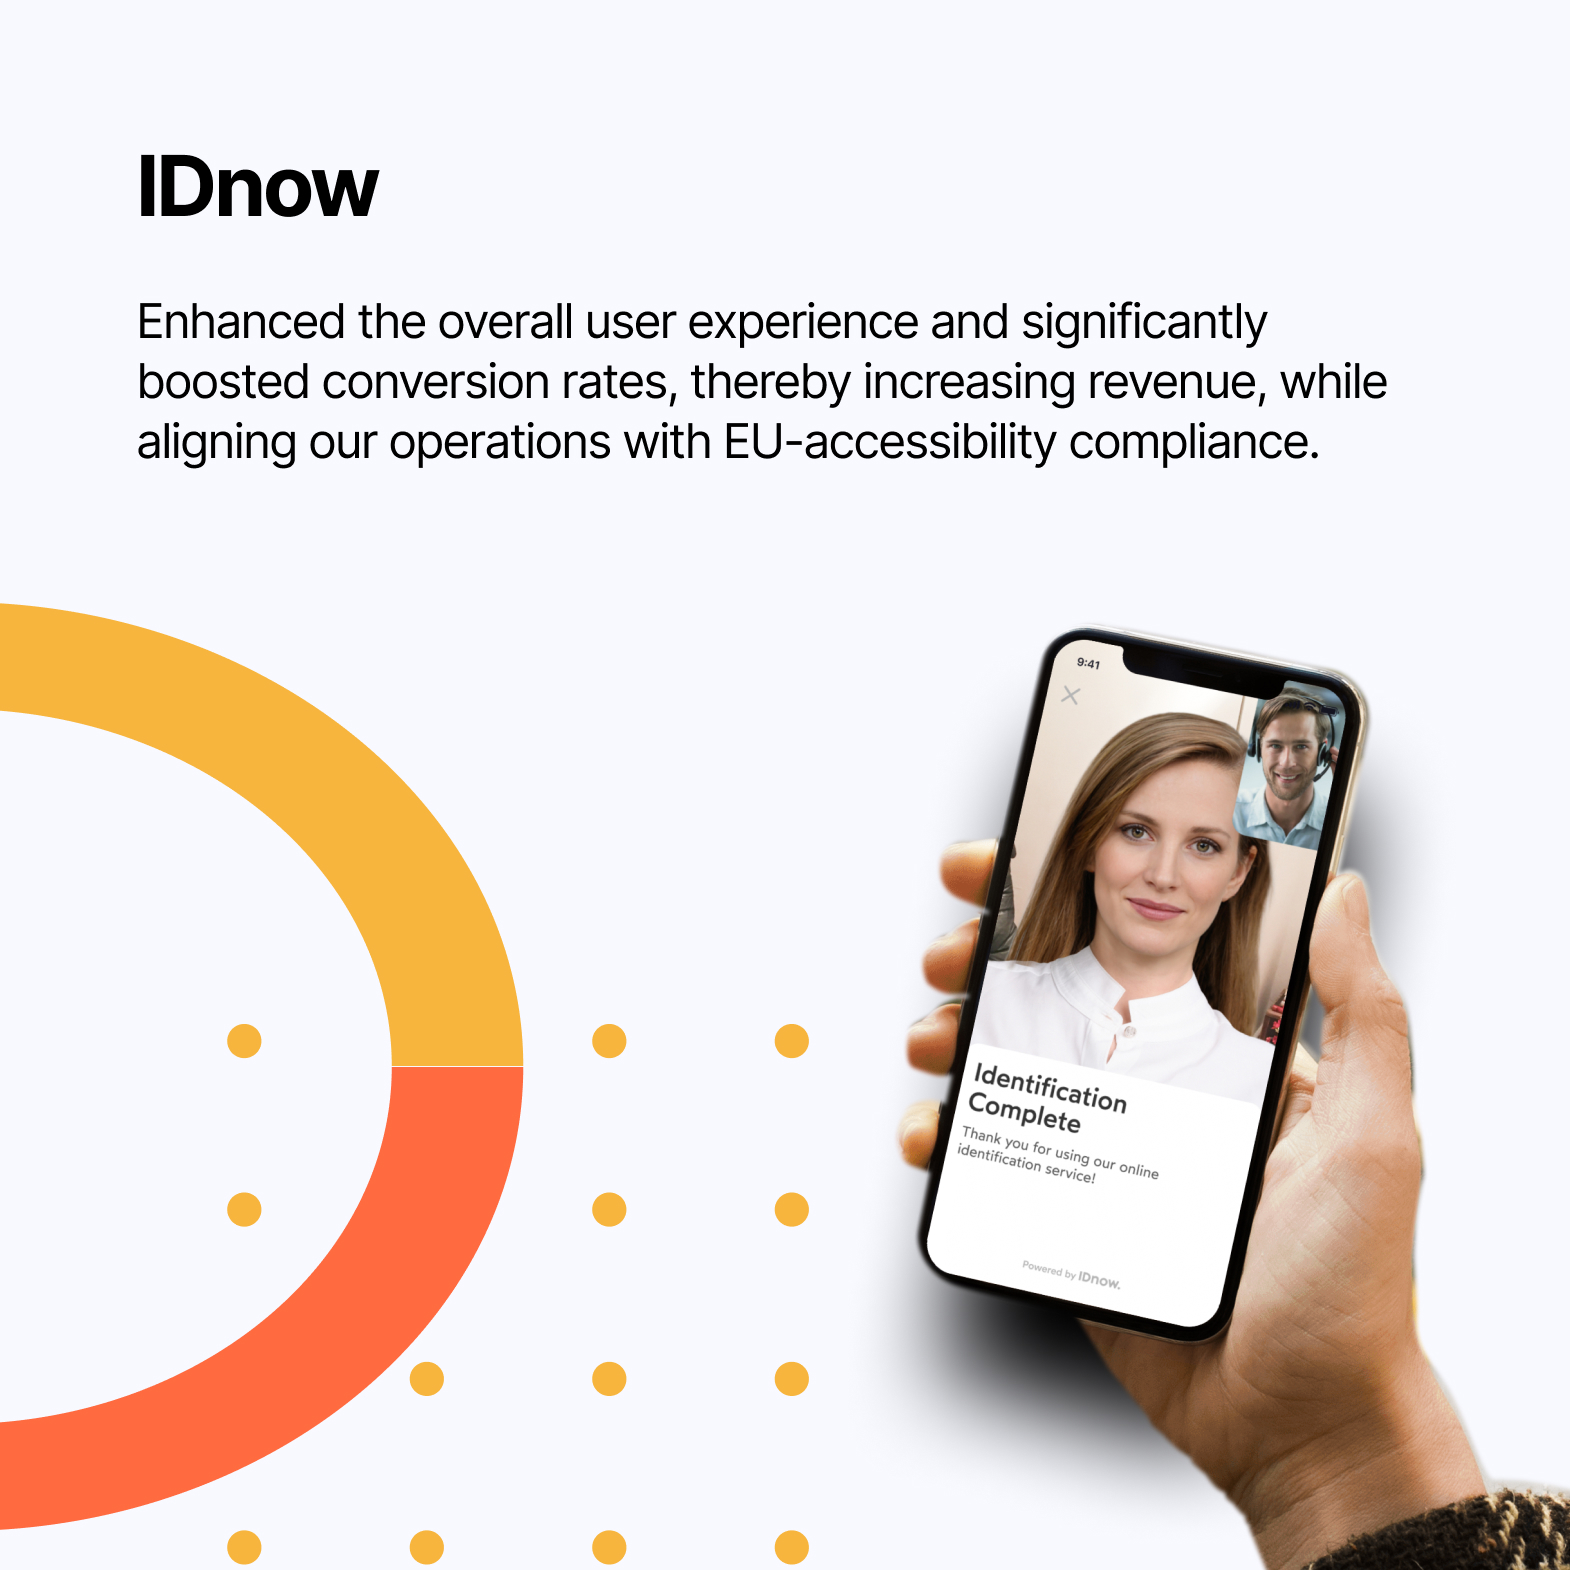 IDnow
Enhanced the overall user experience and significantly
boosted conversion rates, thereby increasing revenue, while
aligning our operations with EU-accessibility compliance.
9:41
Identification
Complete
Thank you for using our online
identification service!
Powered by IDnow.